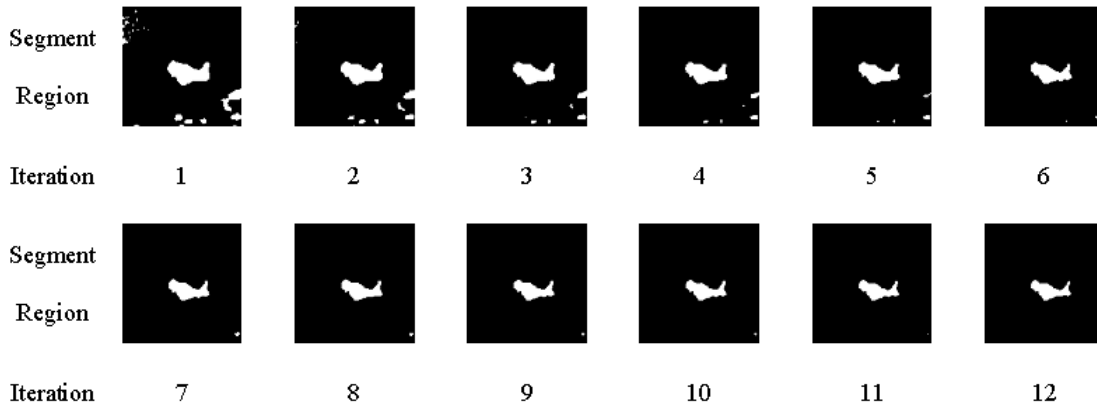 Segment
Region
Iteration 1 2 3 4 5 6
Segment
Region
Iteration 7 8 9 10 11 12